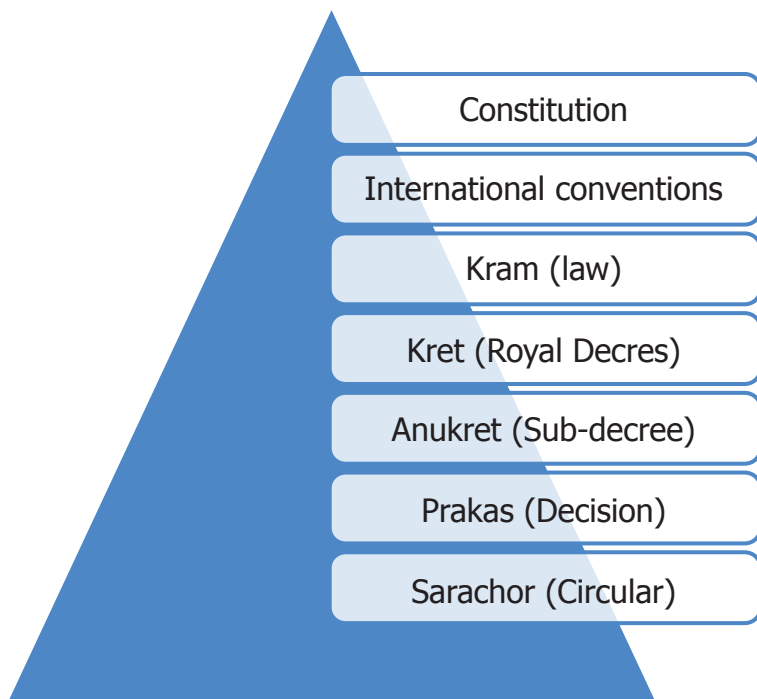 Constitution
International conventions
Kram (law)
Kret (Royal Decres)
Anukret (Sub-decree)
Prakas (Decision)
Sarachor (Circular)